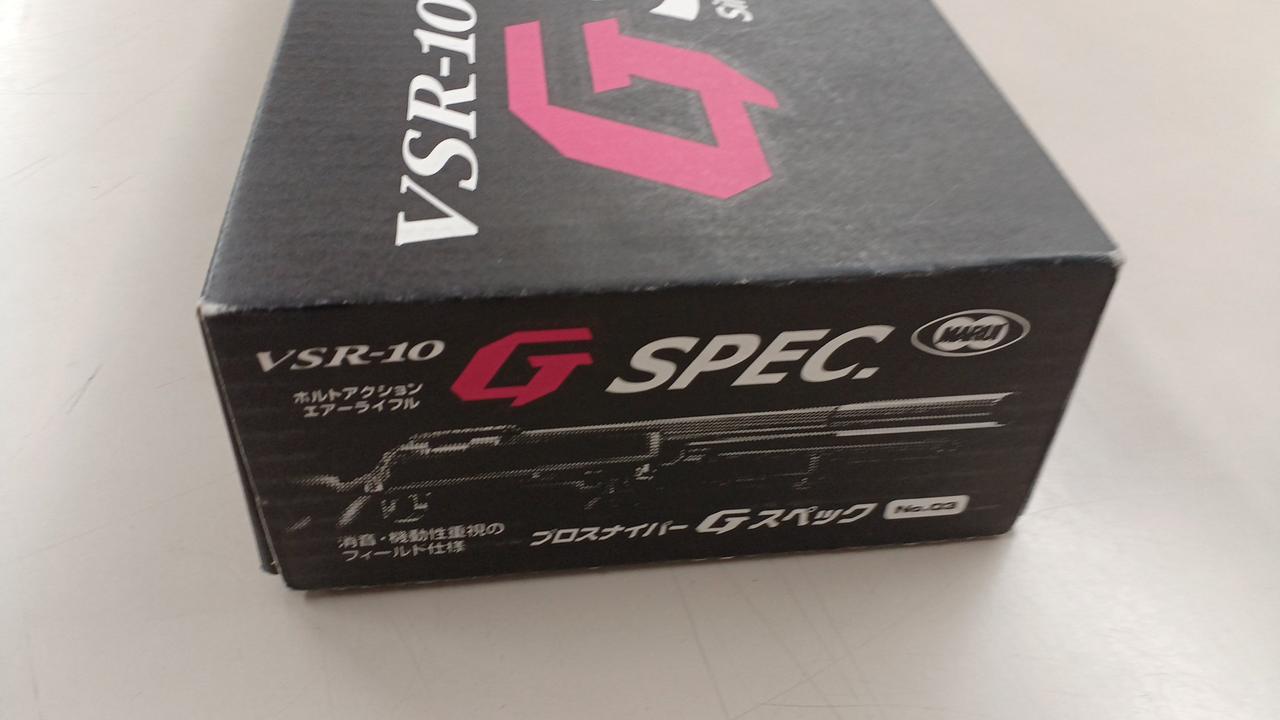 VSR-10
G
VSR-10
G SPEC.
MARUI
ボルトアクション
エアーライフル
消音・機動性重視の
フィールド仕様
プロスナイパー Gスペック No.03